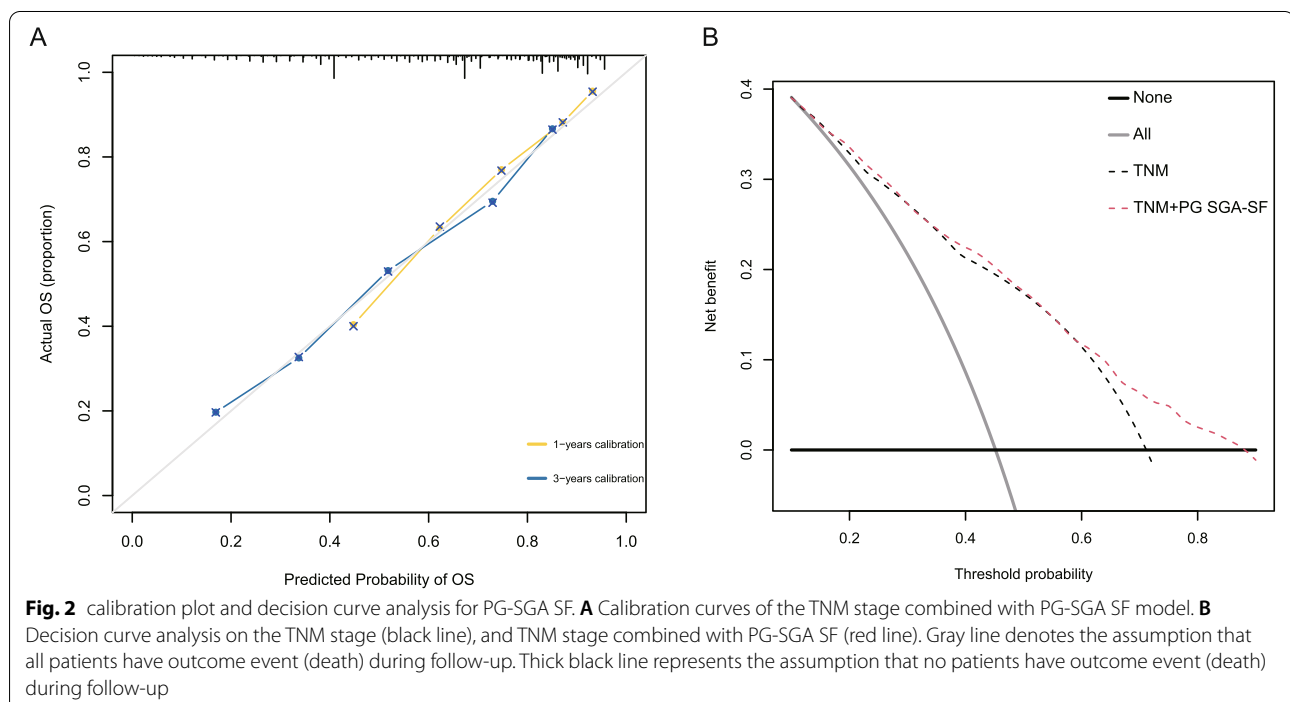 A
B
1.0
0.8
0.6
0.4
0.2
0.0
Actual OS (proportion)
0.0 0.2 0.4 0.6 0.8 1.0
Predicted Probability of OS
1−years calibration
3−years calibration
0.4
0.3
0.2
0.1
0.0
Net benefit
0.2 0.4 0.6 0.8
Threshold probability
None
All
TNM
TNM+PG SGA-SF
Fig. 2 calibration plot and decision curve analysis for PG-SGA SF. A Calibration curves of the TNM stage combined with PG-SGA SF model. B
Decision curve analysis on the TNM stage (black line), and TNM stage combined with PG-SGA SF (red line). Gray line denotes the assumption that
all patients have outcome event (death) during follow-up. Thick black line represents the assumption that no patients have outcome event (death)
during follow-up